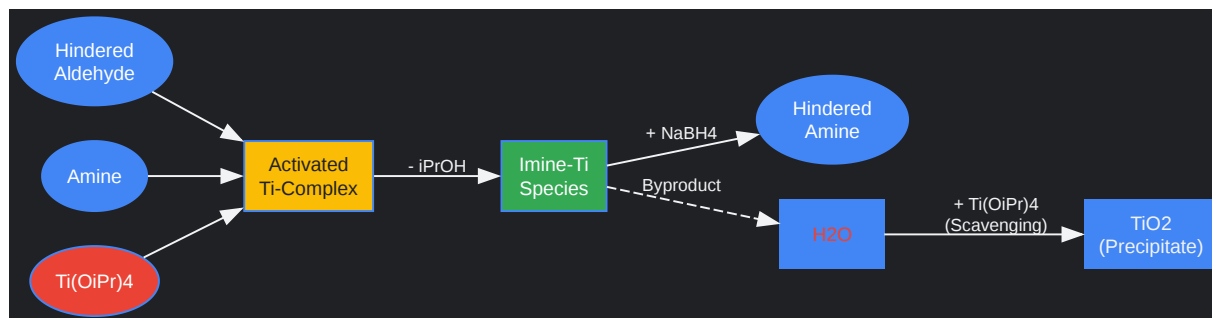 Hindered
Aldehyde
Amine
Ti(OiPr)4
Activated
Ti-Complex
- iPrOH
Imine-Ti
Species
+ NaBH4
Byproduct
Hindered
Amine
H2O
+ Ti(OiPr)4
(Scavenging)
TiO2
(Precipitate)